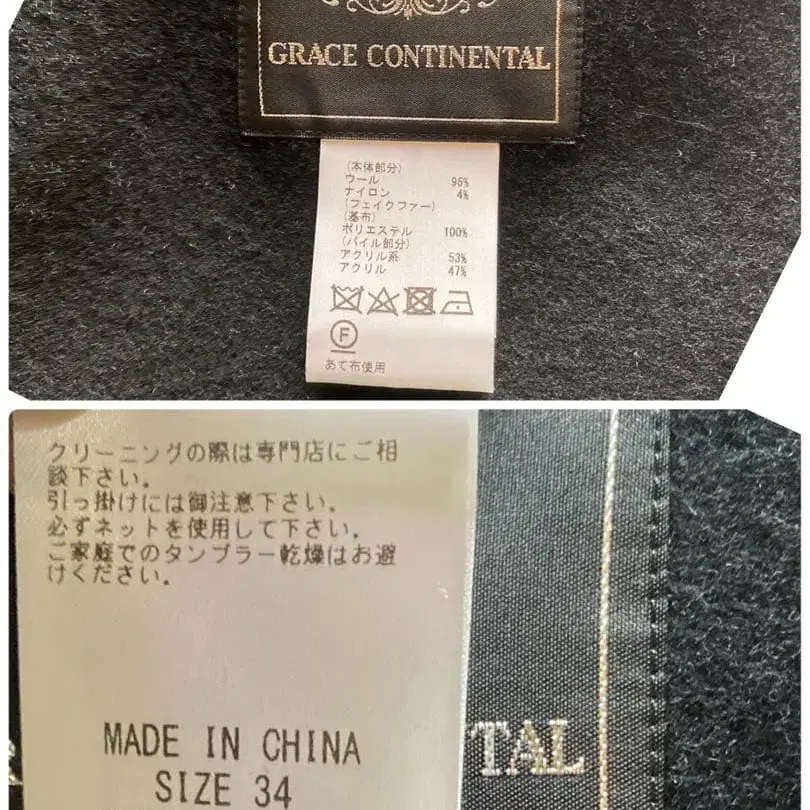 GRACE CONTINENTAL
(本体部分)
ウール 96%
ナイロン 4%
(フェイクファー)
(基布)
ポリエステル 100%
(パイル部分)
アクリル系 53%
アクリル 47%
F
あて布使用
クリーニングの際は専門店にご相
談下さい。
引っ掛けには御注意下さい。
必ずネットを使用して下さい。
ご家庭でのタンブラー乾燥はお避
けください。
TAL
MADE IN CHINA
SIZE 34